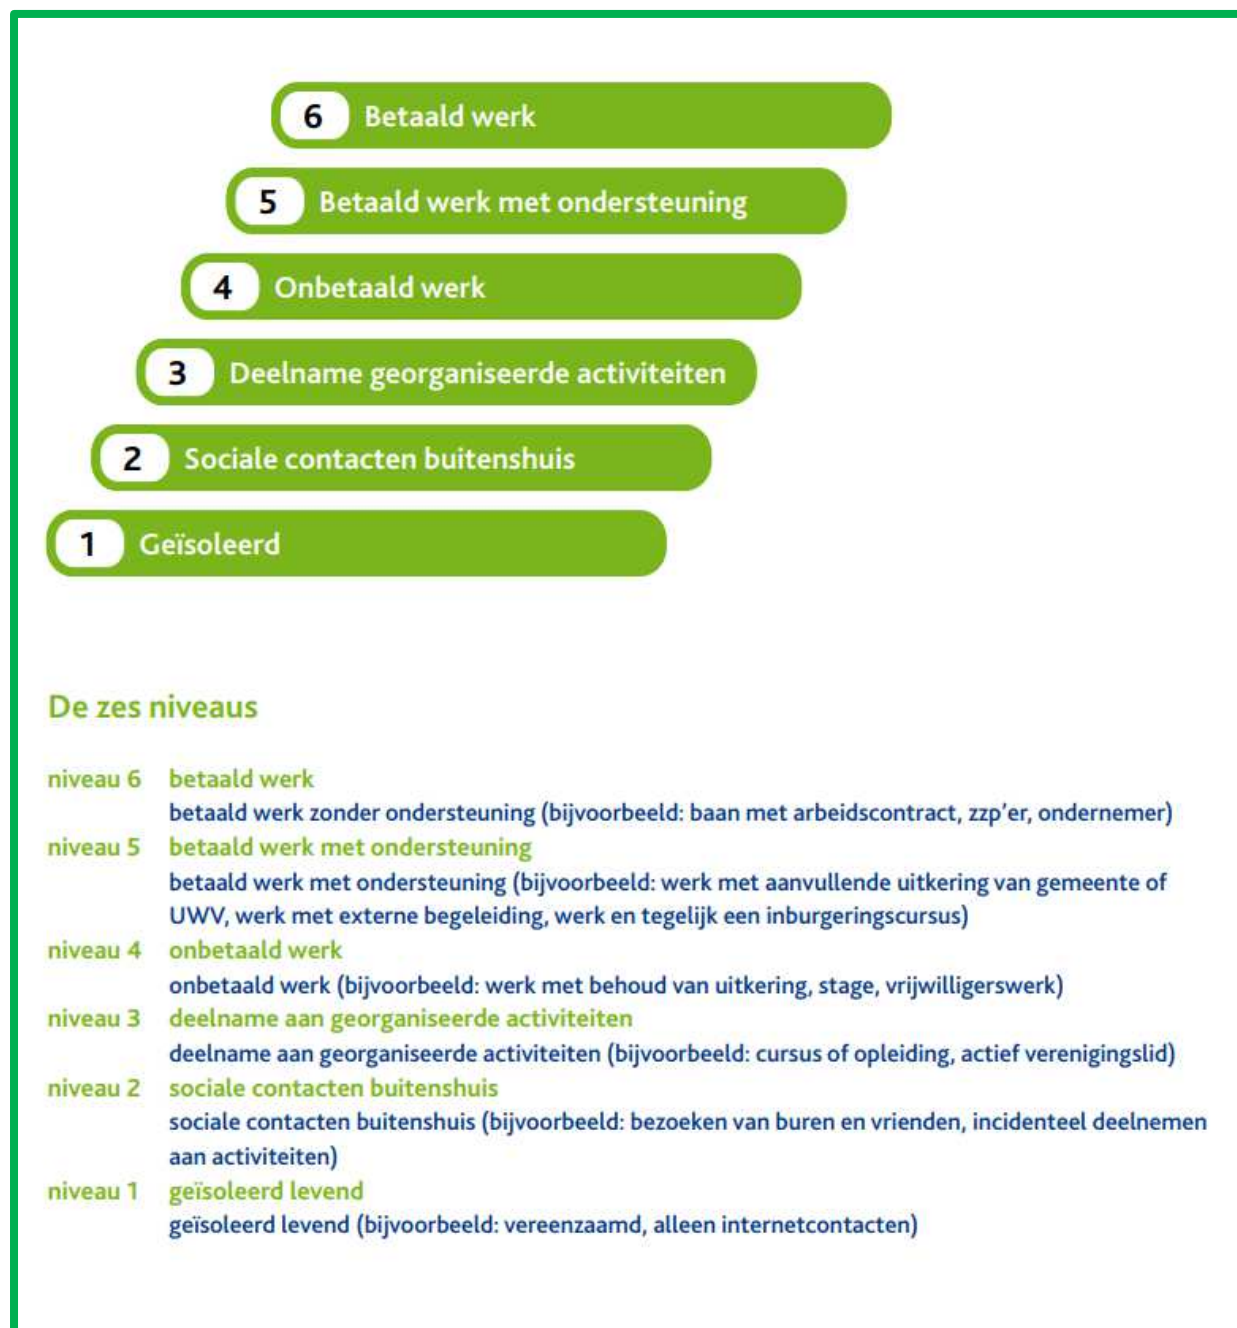 6 Betaald werk
5 Betaald werk met ondersteuning
4 Onbetaald werk
3 Deelname georganiseerde activiteiten
2 Sociale contacten buitenshuis
1 Geïsoleerd
De zes niveaus
niveau 6 betaald werk
betaald werk zonder ondersteuning (bijvoorbeeld: baan met arbeidscontract, zzp'er, ondernemer)
niveau 5 betaald werk met ondersteuning
betaald werk met ondersteuning (bijvoorbeeld: werk met aanvullende uitkering van gemeente of
UWV, werk met externe begeleiding, werk en tegelijk een inburgeringscursus)
niveau 4 onbetaald werk
onbetaald werk (bijvoorbeeld: werk met behoud van uitkering, stage, vrijwilligerswerk)
niveau 3 deelname aan georganiseerde activiteiten
deelname aan georganiseerde activiteiten (bijvoorbeeld: cursus of opleiding, actief verenigingslid)
niveau 2 sociale contacten buitenshuis
sociale contacten buitenshuis (bijvoorbeeld: bezoeken van buren en vrienden, incidenteel deelnemen
aan activiteiten)
niveau 1 geïsoleerd levend
geïsoleerd levend (bijvoorbeeld: vereenzaamd, alleen internetcontacten)